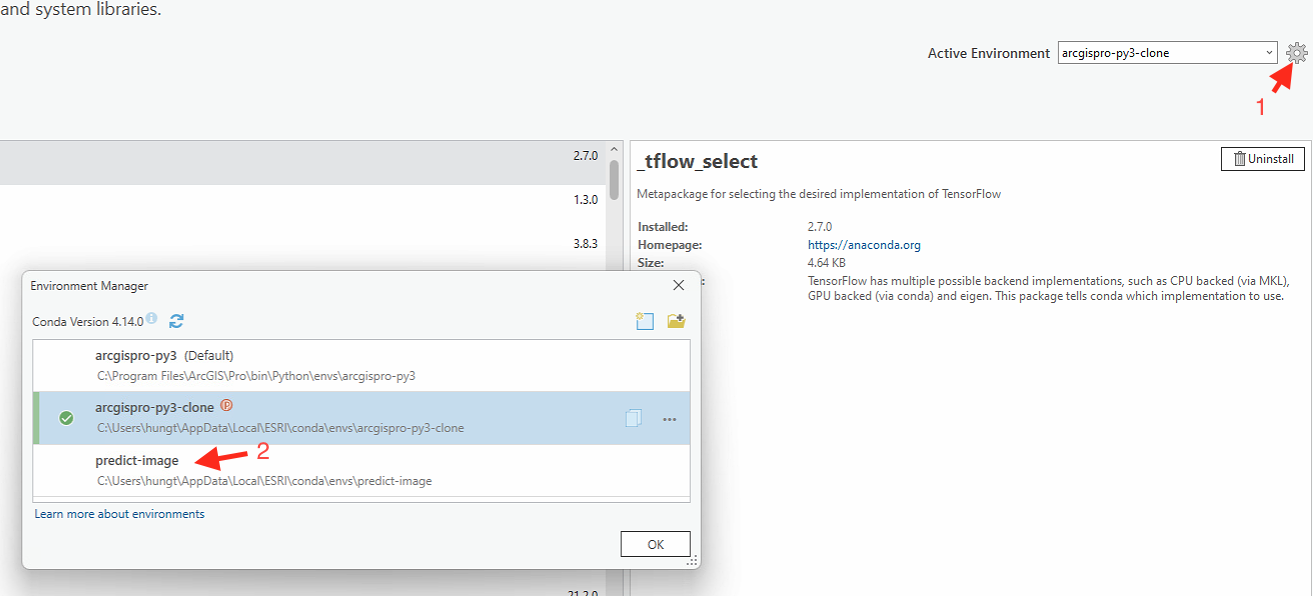 and system libraries.
Active Environment arcgispro-py3-clone
1
2.7.0
1.3.0
3.8.3
_tflow_select
Uninstall
Metapackage for selecting the desired implementation of TensorFlow
Installed: 2.7.0
Homepage: https://anaconda.org
Size: 4.64 KB
: TensorFlow has multiple possible backend implementations, such as CPU backed (via MKL),
GPU backed (via conda) and eigen. This package tells conda which implementation to use.
Environment Manager
Conda Version 4.14.0
arcgispro-py3 (Default)
C:\Program Files\ArcGIS\Pro\bin\Python\envs\arcgispro-py3
arcgispro-py3-clone P
C:\Users\hungt\AppData\Local\ESRI\conda\envs\arcgispro-py3-clone
...
predict-image
2
C:\Users\hungt\AppData\Local\ESRI\conda\envs\predict-image
Learn more about environments
OK